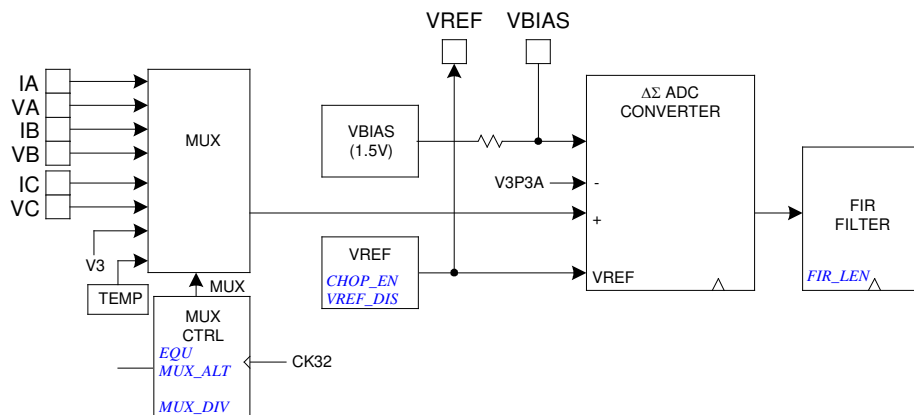 VREF
VBIAS
IA
VA
IB
VB
IC
VC
V3
TEMP
MUX
MUX
MUX
CTRL
EQU
MUX_ALT
MUX_DIV
CK32
VBIAS
(1.5V)
V3P3A
VREF
CHOP_EN
VREF_DIS
ΔΣ ADC
CONVERTER
-
+
VREF
FIR
FILTER
FIR_LEN